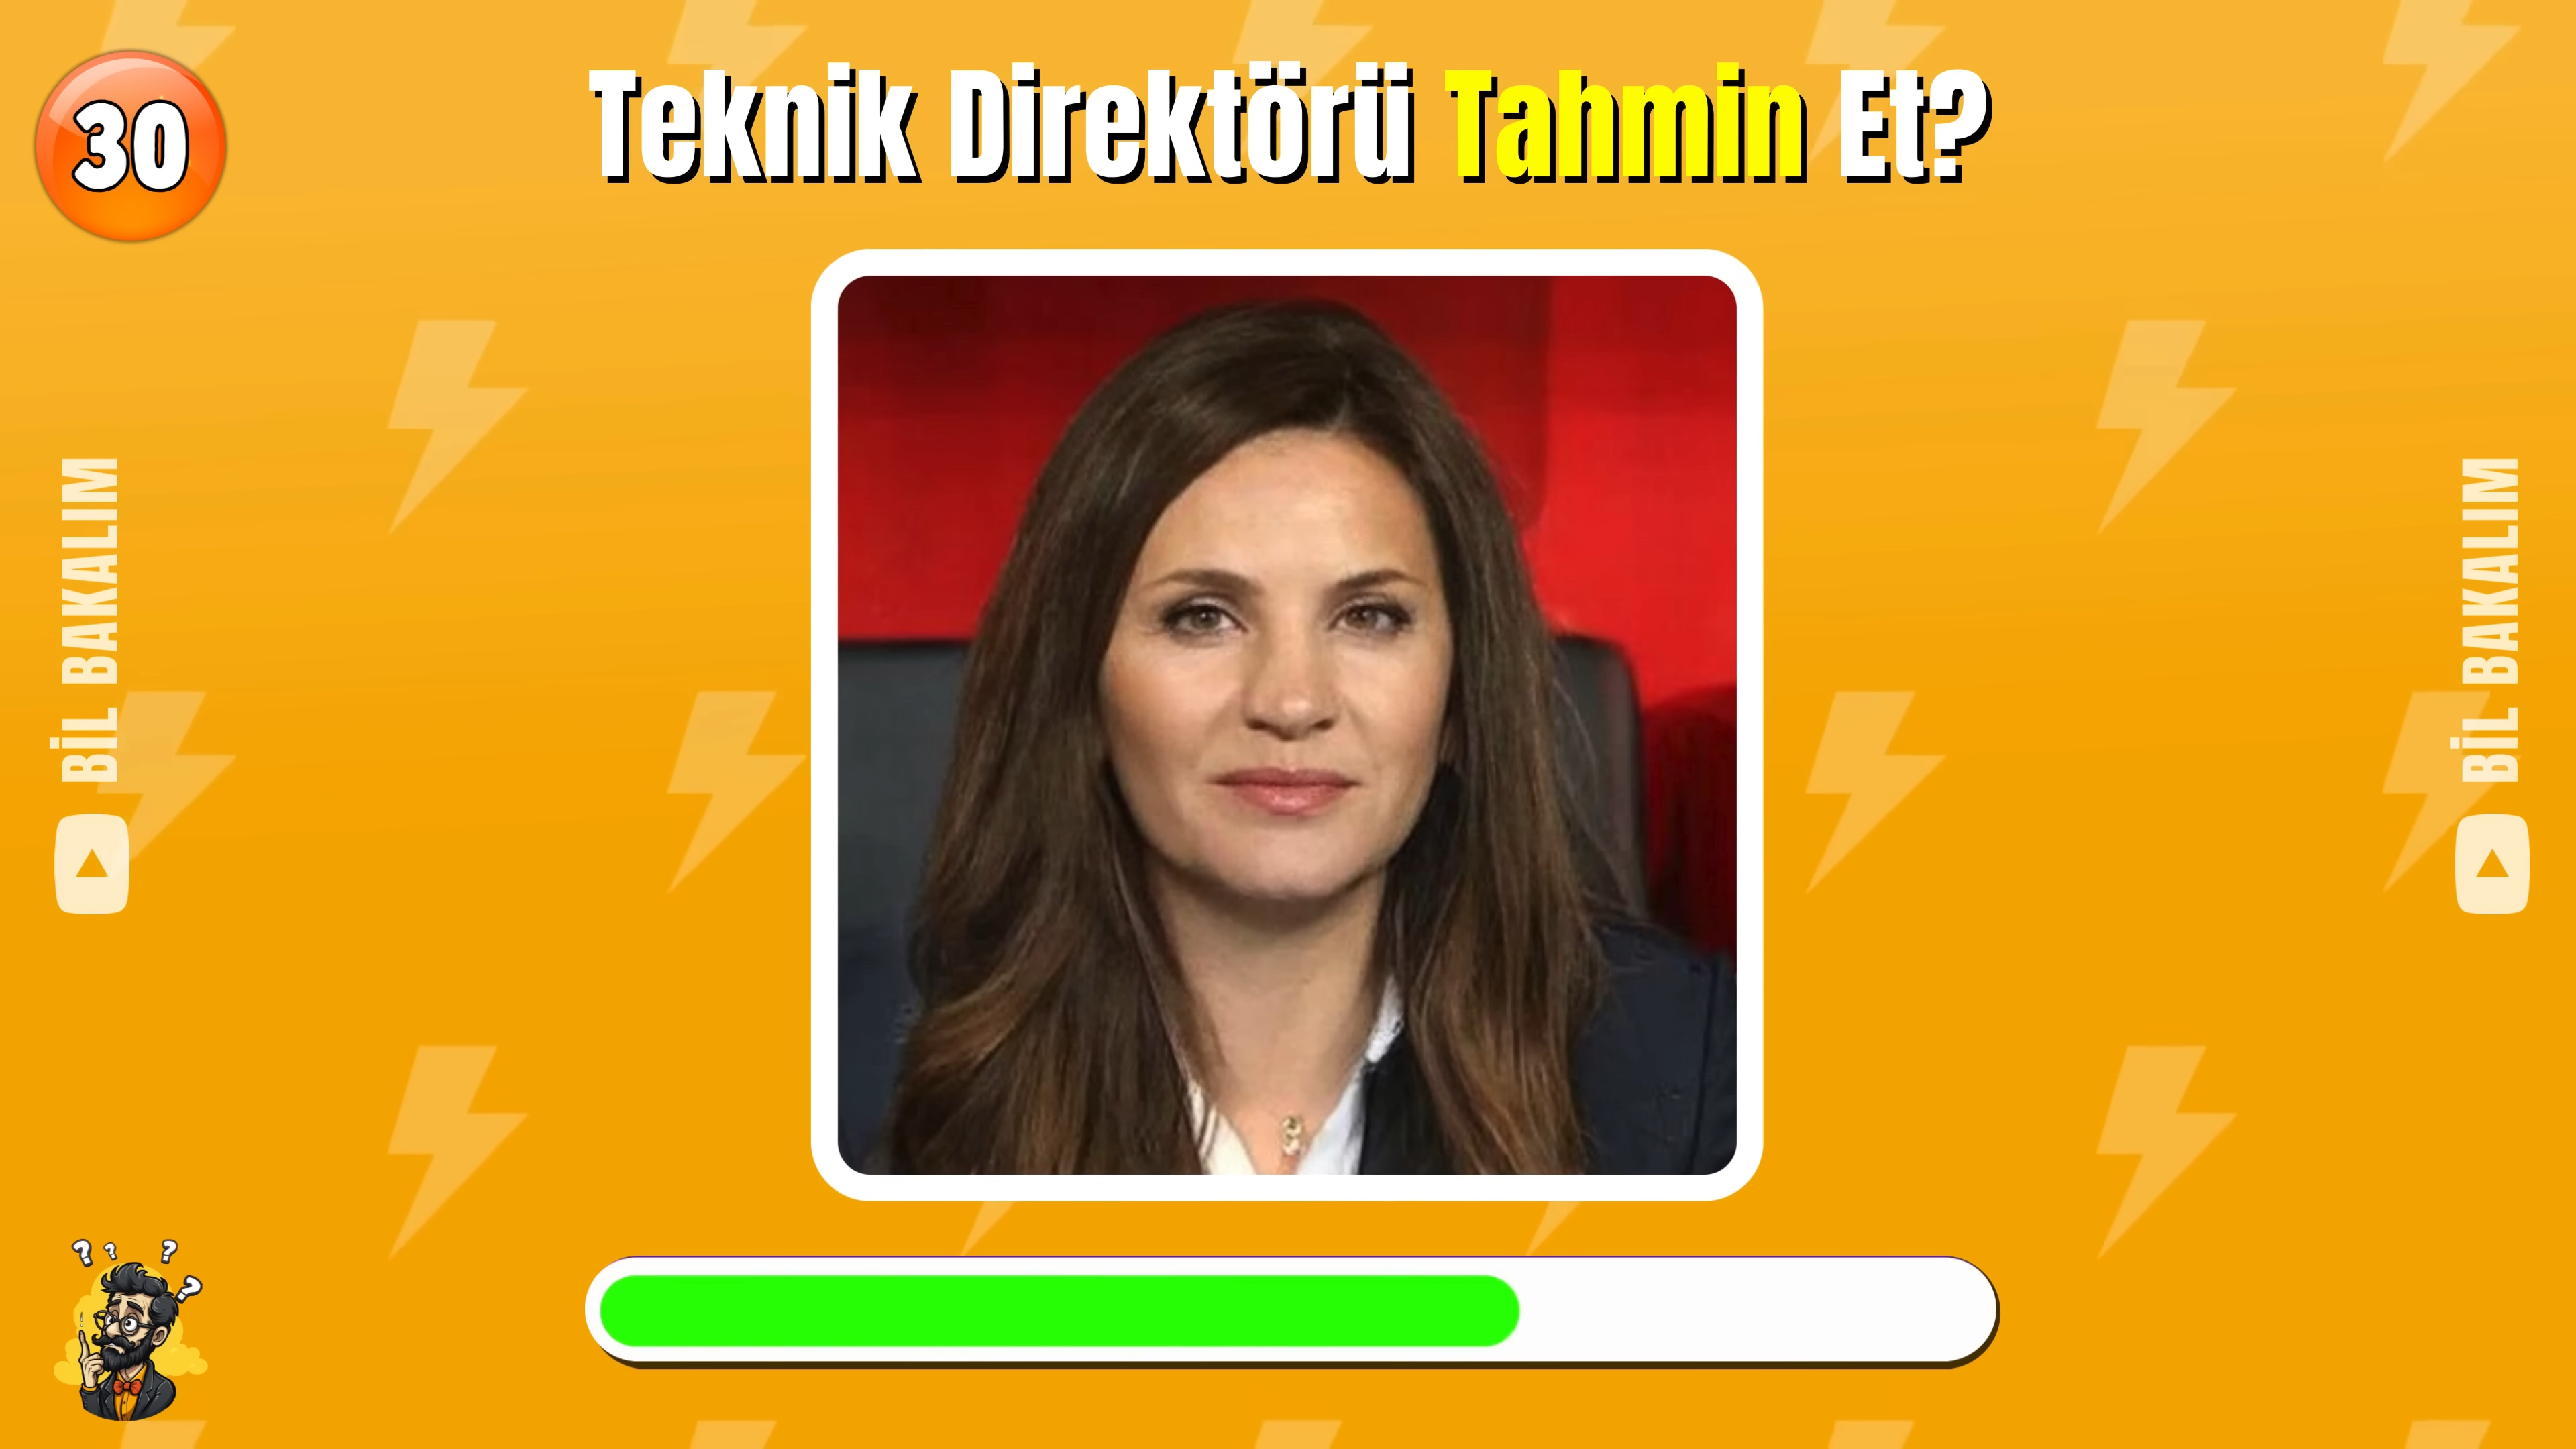 30
Teknik Direktörü Tahmin Et?
BİL BAKALIM
BİL BAKALIM
? ? ? ?